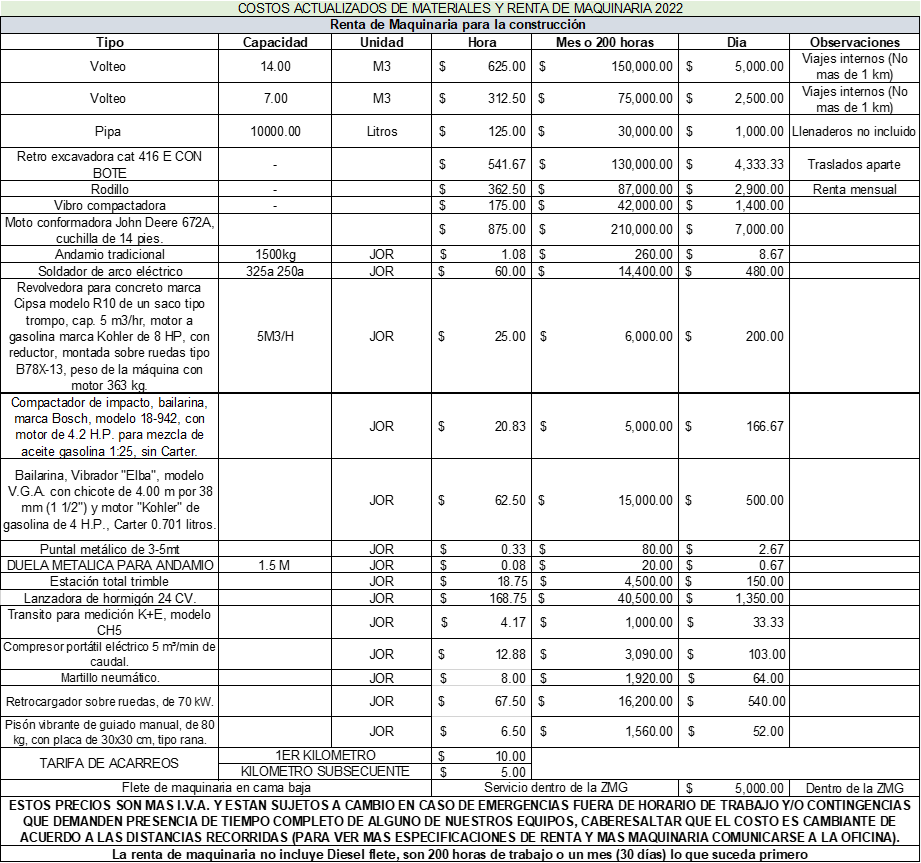 COSTOS ACTUALIZADOS DE MATERIALES Y RENTA DE MAQUINARIA 2022
Renta de Maquinaria para la construcción
Tipo Capacidad Unidad Hora Mes o 200 horas Dia Observaciones
Volteo 14.00 M3 $ 625.00 $ 150,000.00 $ 5,000.00 Viajes internos (No
mas de 1 km)
Volteo 7.00 M3 $ 312.50 $ 75,000.00 $ 2,500.00 Viajes internos (No
mas de 1 km)
Pipa 10000.00 Litros $ 125.00 $ 30,000.00 $ 1,000.00 Llenaderos no incluido
Retro excavadora cat 416 E CON
BOTE - $ 541.67 $ 130,000.00 $ 4,333.33 Traslados aparte
Rodillo - $ 362.50 $ 87,000.00 $ 2,900.00 Renta mensual
Vibro compactadora - $ 175.00 $ 42,000.00 $ 1,400.00
Moto conformadora John Deere 672A,
cuchilla de 14 pies. $ 875.00 $ 210,000.00 $ 7,000.00
Andamio tradicional 1500kg JOR $ 1.08 $ 260.00 $ 8.67
Soldador de arco eléctrico 325a 250a JOR $ 60.00 $ 14,400.00 $ 480.00
Revolvedora para concreto marca
Cipsa modelo R10 de un saco tipo
trompo, cap. 5 m3/hr, motor a
gasolina marca Kohler de 8 HP, con
reductor, montada sobre ruedas tipo
B78X-13, peso de la máquina con
motor 363 kg. 5M3/H JOR $ 25.00 $ 6,000.00 $ 200.00
Compactador de impacto, bailarina,
marca Bosch, modelo 18-942, con
motor de 4.2 H.P. para mezcla de
aceite gasolina 1:25, sin Carter. JOR $ 20.83 $ 5,000.00 $ 166.67
Bailarina, Vibrador "Elba", modelo
V.G.A. con chicote de 4.00 m por 38
mm (1 1/2") y motor "Kohler" de
gasolina de 4 H.P., Carter 0.701 litros. JOR $ 62.50 $ 15,000.00 $ 500.00
Puntal metálico de 3-5mt JOR $ 0.33 $ 80.00 $ 2.67
DUELA METALICA PARA ANDAMIO 1.5 M JOR $ 0.08 $ 20.00 $ 0.67
Estación total trimble JOR $ 18.75 $ 4,500.00 $ 150.00
Lanzadora de hormigón 24 CV. JOR $ 168.75 $ 40,500.00 $ 1,350.00
Transito para medición K+E, modelo
CH5 JOR $ 4.17 $ 1,000.00 $ 33.33
Compresor portátil eléctrico 5 m³/min de
caudal. JOR $ 12.88 $ 3,090.00 $ 103.00
Martillo neumático. JOR $ 8.00 $ 1,920.00 $ 64.00
Retrocargador sobre ruedas, de 70 kW. JOR $ 67.50 $ 16,200.00 $ 540.00
Pisón vibrante de guiado manual, de 80
kg, con placa de 30x30 cm, tipo rana. JOR $ 6.50 $ 1,560.00 $ 52.00
TARIFA DE ACARREOS 1ER KILOMETRO $ 10.00
KILOMETRO SUBSECUENTE $ 5.00
Flete de maquinaria en cama baja Servicio dentro de la ZMG $ 5,000.00 Dentro de la ZMG
ESTOS PRECIOS SON MAS I.V.A. Y ESTAN SUJETOS A CAMBIO EN CASO DE EMERGENCIAS FUERA DE HORARIO DE TRABAJO Y/O CONTINGENCIAS
QUE DEMANDEN PRESENCIA DE TIEMPO COMPLETO DE ALGUNO DE NUESTROS EQUIPOS, CABERESALTAR QUE EL COSTO ES CAMBIANTE DE
ACUERDO A LAS DISTANCIAS RECORRIDAS (PARA VER MAS ESPECIFICACIONES DE RENTA Y MAS MAQUINARIA COMUNICARSE A LA OFICINA).
La renta de maquinaria no incluye Diesel flete, son 200 horas de trabajo o un mes (30 días) lo que suceda primero